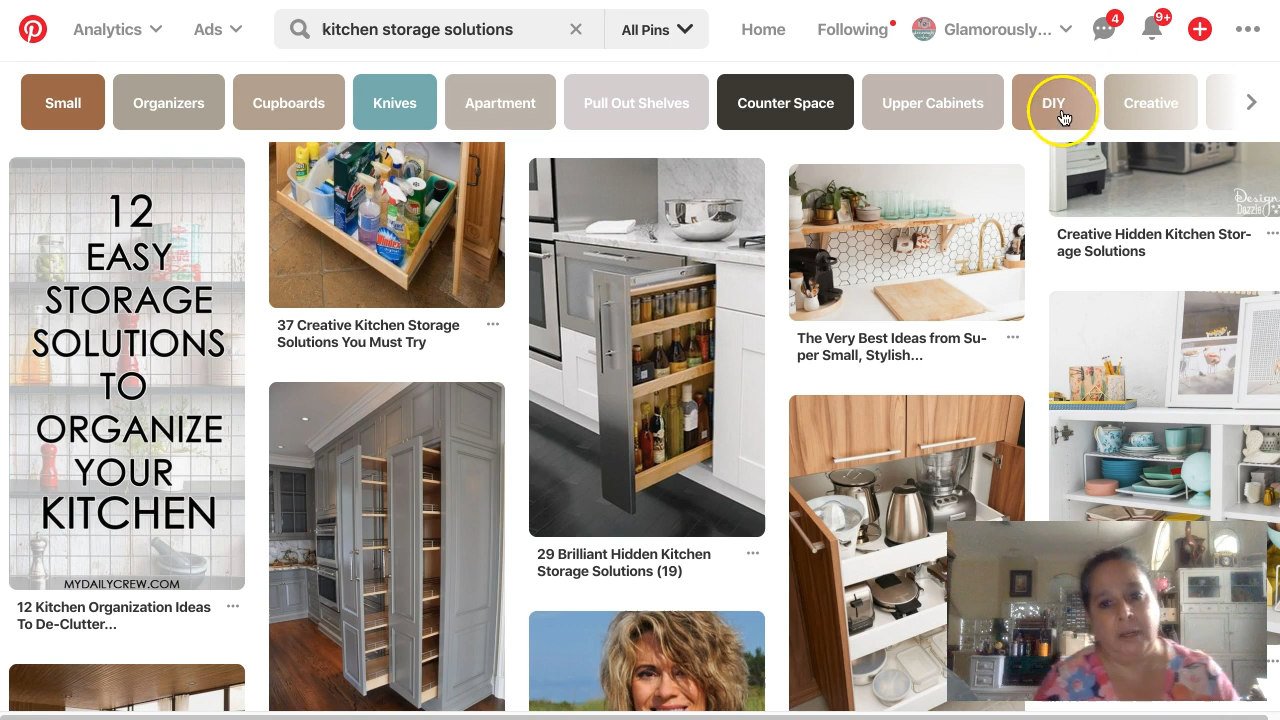 Analytics
Ads
kitchen storage solutions
All Pins
Home
Following
Glamorously...
4
9+
Small
Organizers
Cupboards
Knives
Apartment
Pull Out Shelves
Counter Space
Upper Cabinets
DIY
Creative
12
EASY
STORAGE
SOLUTIONS
TO
ORGANIZE
YOUR
KITCHEN
MYDAILYCREW.COM
12 Kitchen Organization Ideas
To De-Clutter...
Windex
37 Creative Kitchen Storage
Solutions You Must Try
29 Brilliant Hidden Kitchen
Storage Solutions (19)
The Very Best Ideas from Su-
per Small, Stylish...
Design
Dazzle
Creative Hidden Kitchen Stor-
age Solutions